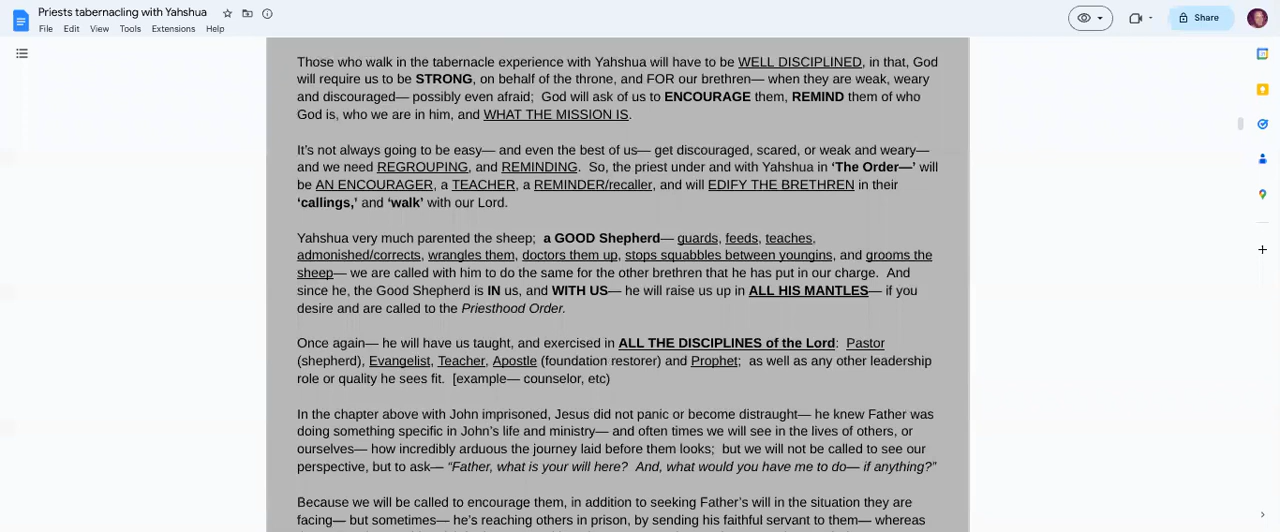 Priests tabernacling with Yahshua
File Edit View Tools Extensions Help
Share
Those who walk in the tabernacle experience with Yahshua will have to be WELL DISCIPLINED, in that, God
will require us to be STRONG, on behalf of the throne, and FOR our brethren— when they are weak, weary
and discouraged— possibly even afraid;  God will ask of us to ENCOURAGE them, REMIND them of who
God is, who we are in him, and WHAT THE MISSION IS.
It's not always going to be easy— and even the best of us— get discouraged, scared, or weak and weary—
and we need REGROUPING, and REMINDING.  So, the priest under and with Yahshua in ‘The Order—’ will
be AN ENCOURAGER, a TEACHER, a REMINDER/recaller, and will EDIFY THE BRETHREN in their
‘callings,’ and ‘walk’ with our Lord.
Yahshua very much parented the sheep;  a GOOD Shepherd— guards, feeds, teaches,
admonished/corrects, wrangles them, doctors them up, stops squabbles between youngins, and grooms the
sheep— we are called with him to do the same for the other brethren that he has put in our charge.  And
since he, the Good Shepherd is IN us, and WITH US— he will raise us up in ALL HIS MANTLES— if you
desire and are called to the Priesthood Order.
Once again— he will have us taught, and exercised in ALL THE DISCIPLINES of the Lord:  Pastor
(shepherd), Evangelist, Teacher, Apostle (foundation restorer) and Prophet;  as well as any other leadership
role or quality he sees fit.  [example— counselor, etc)
In the chapter above with John imprisoned, Jesus did not panic or become distraught— he knew Father was
doing something specific in John's life and ministry— and often times we will see in the lives of others, or
ourselves— how incredibly arduous the journey laid before them looks;  but we will not be called to see our
perspective, but to ask— “Father, what is your will here?  And, what would you have me to do— if anything?”
Because we will be called to encourage them, in addition to seeking Father's will in the situation they are
facing— but sometimes— he's reaching others in prison, by sending his faithful servant to them— whereas